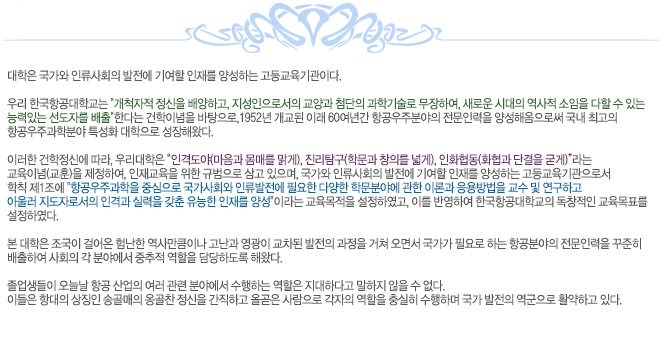 대학은 국가와 인류사회의 발전에 기여할 인재를 양성하는 고등교육기관이다.
우리 한국항공대학교는 "개척자적 정신을 배양하고, 지성인으로서의 교양과 첨단의 과학기술로 무장하여, 새로운 시대의 역사적 소임을 다할 수 있는
능력있는 선도자를 배출"한다는 건학이념을 바탕으로,1952년 개교된 이래 60여년간 항공우주분야의 전문인력을 양성해옴으로써 국내 최고의
항공우주과학분야 특성화 대학으로 성장해왔다.
이러한 건학정신에 따라, 우리대학은 "인격도야(마음과 몸매를 맑게), 진리탐구(학문과 창의를 넓게), 인화협동(화협과 단결을 굳게)"라는
교육이념(교훈)을 제정하여, 인재교육을 위한 규범으로 삼고 있으며, 국가와 인류사회의 발전에 기여할 인재를 양성하는 고등교육기관으로서
학칙 제1조에 "항공우주과학을 중심으로 국가사회와 인류발전에 필요한 다양한 학문분야에 관한 이론과 응용방법을 교수 및 연구하고
아울러 지도자로서의 인격과 실력을 갖춘 유능한 인재를 양성"이라는 교육목적을 설정하였고, 이를 반영하여 한국항공대학교의 독창적인 교육목표를
설정하였다.
본 대학은 조국이 걸어온 험난한 역사만큼이나 고난과 영광이 교차된 발전의 과정을 거쳐 오면서 국가가 필요로 하는 항공분야의 전문인력을 꾸준히
배출하여 사회의 각 분야에서 중추적 역할을 담당하도록 해왔다.
졸업생들이 오늘날 항공 산업의 여러 관련 분야에서 수행하는 역할은 지대하다고 말하지 않을 수 없다.
이들은 항대의 상징인 송골매의 옹골찬 정신을 간직하고 올곧은 사람으로 각자의 역할을 충실히 수행하며 국가 발전의 역군으로 활약하고 있다.